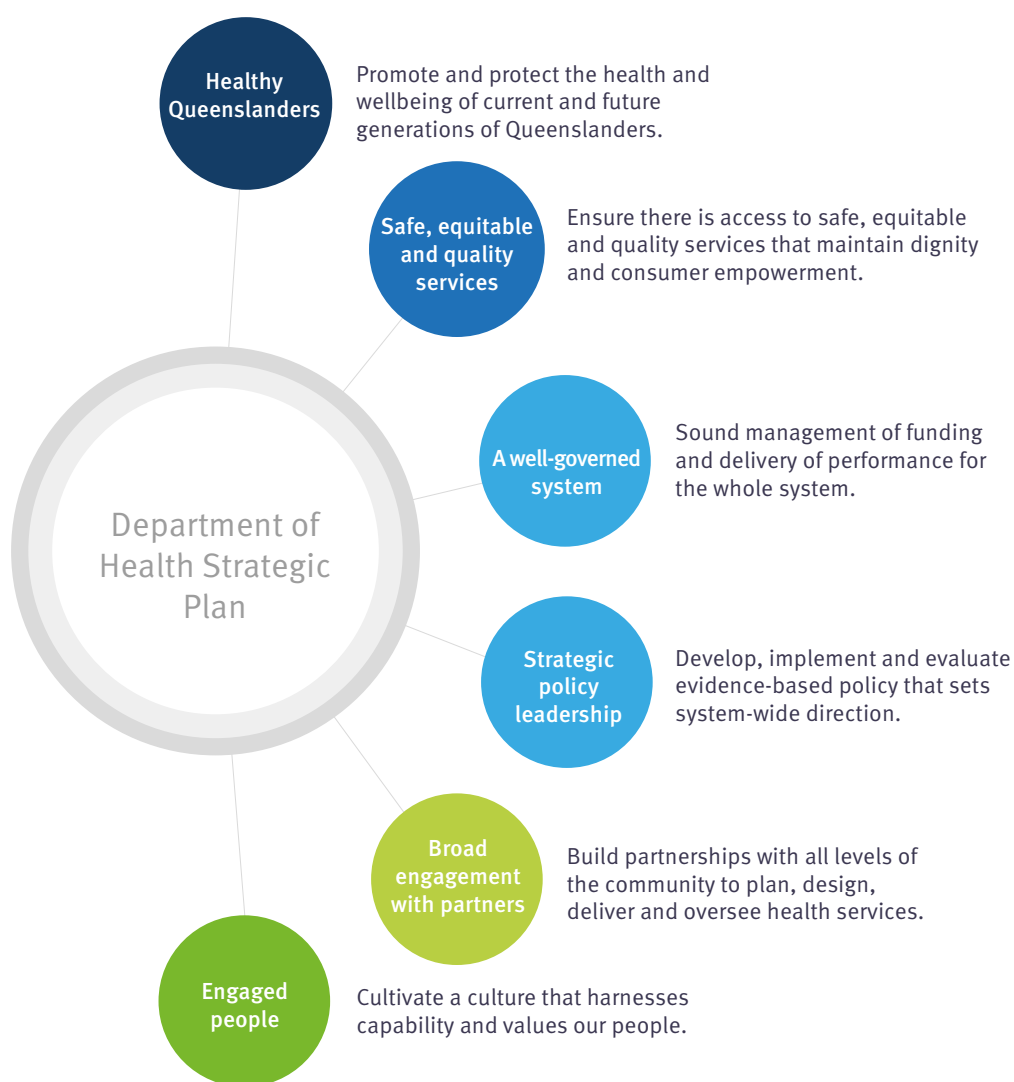 Healthy
Queenslanders
Promote and protect the health and
wellbeing of current and future
generations of Queenslanders.
Safe, equitable
and quality
services
Ensure there is access to safe, equitable
and quality services that maintain dignity
and consumer empowerment.
A well-governed
system
Sound management of funding
and delivery of performance for
the whole system.
Department of
Health Strategic
Plan
Strategic
policy
leadership
Develop, implement and evaluate
evidence-based policy that sets
system-wide direction.
Broad
engagement
with partners
Build partnerships with all levels of
the community to plan, design,
deliver and oversee health services.
Engaged
people
Cultivate a culture that harnesses
capability and values our people.